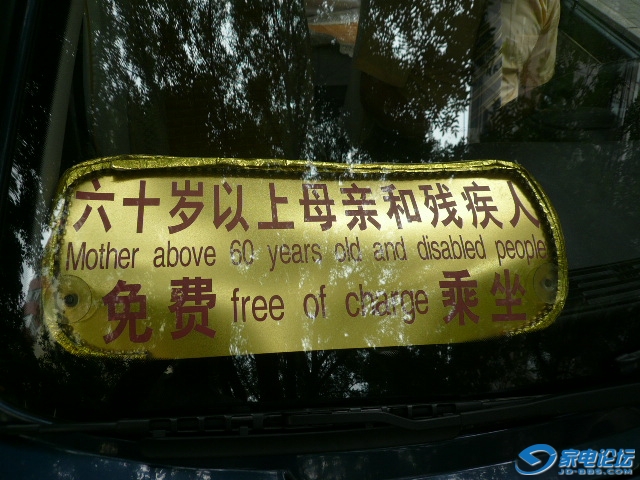 六十岁以上母亲和残疾人
Mother above 60 years old and disabled people
免费 free of charge 乘坐
家电论坛
JD-BBS.COM